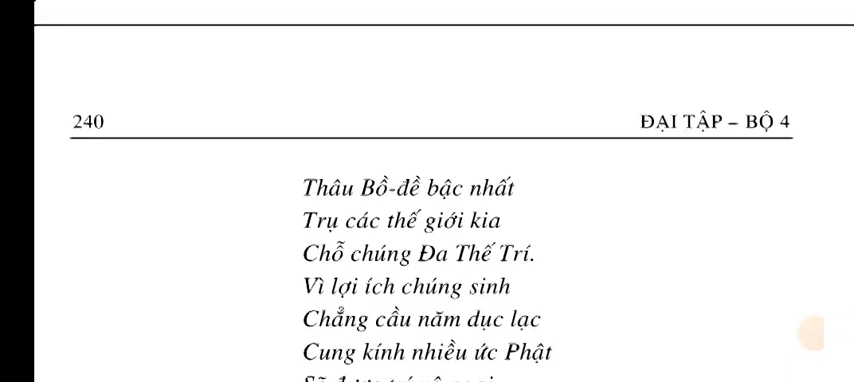 240 ĐẠI TẬP – BỘ 4
Thâu Bồ-đề bậc nhất
Trụ các thế giới kia
Chỗ chúng Đa Thế Trí.
Vì lợi ích chúng sinh
Chẳng cầu năm dục lạc
Cung kính nhiều ức Phật